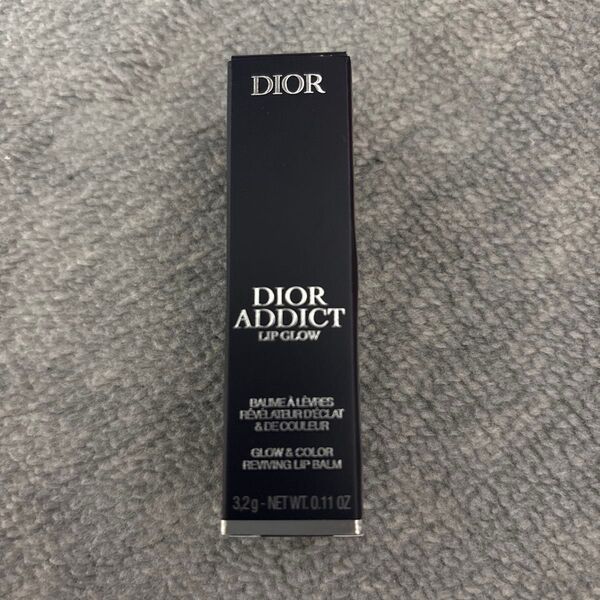 DIOR
DIOR
ADDICT
LIP GLOW
BAUME À LÈVRES
RÉVÉLATEUR D'ÉCLAT
& DE COULEUR
GLOW & COLOR
REVIVING LIP BALM
3,2 g - NET WT. 0.11 OZ